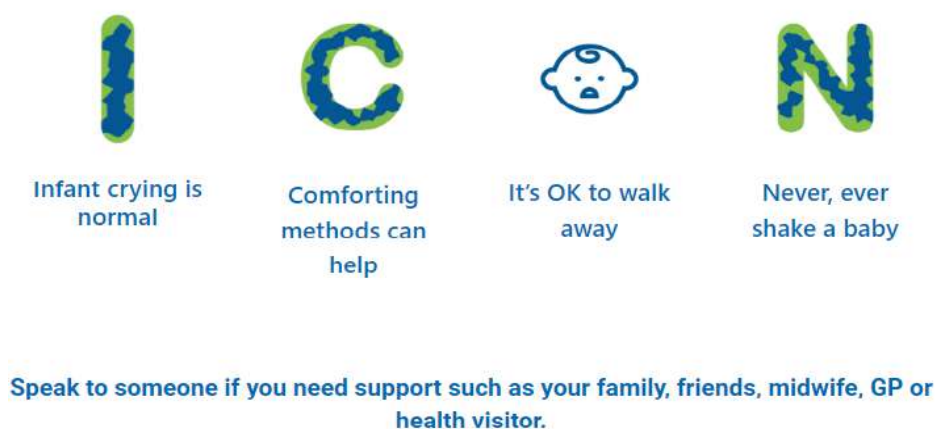 I C N
Infant crying is
normal
Comforting
methods can
help
It's OK to walk
away
Never, ever
shake a baby
Speak to someone if you need support such as your family, friends, midwife, GP or
health visitor.